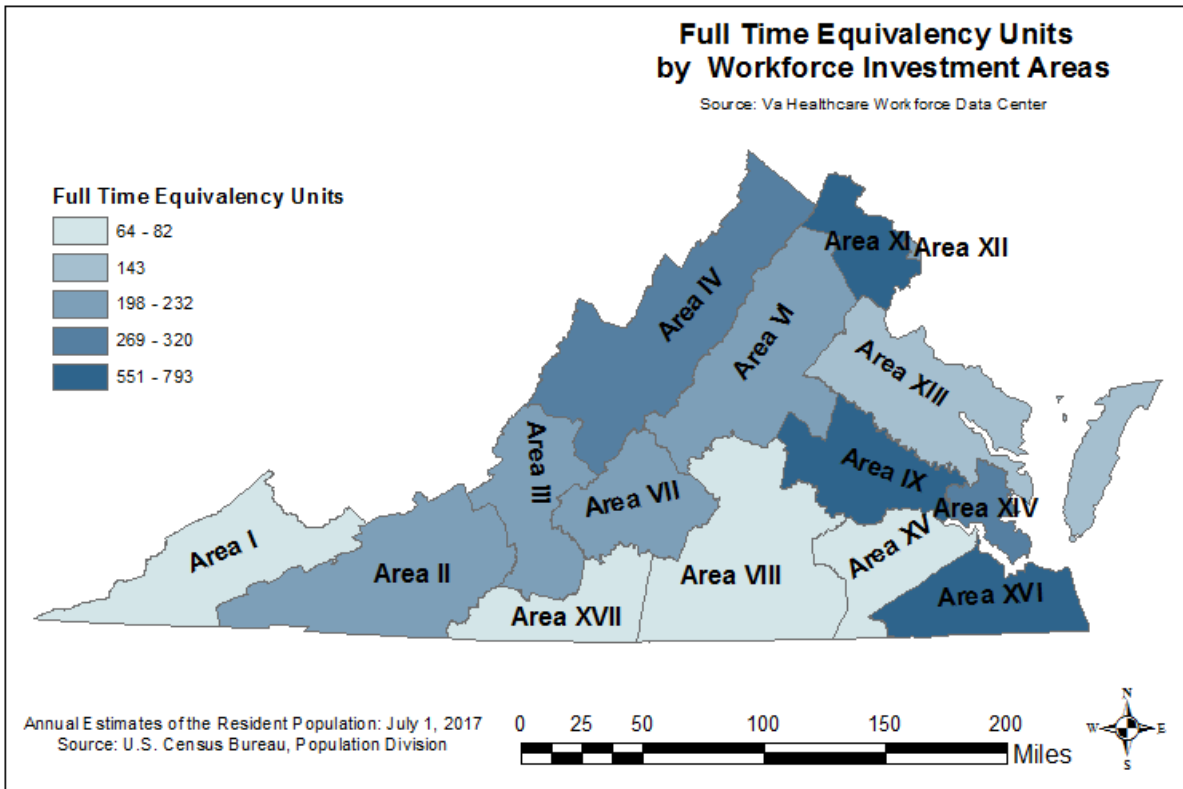 Full Time Equivalency Units
by Workforce Investment Areas
Source: Va Healthcare Workforce Data Center
Full Time Equivalency Units
64 - 82
143
198 - 232
269 - 320
551 - 793
Area XI
Area XII
Area IV
Area VI
Area XIII
Area III
Area IX
Area VII
Area XIV
Area XV
Area I
Area II
Area VIII
Area XVI
Area XVII
Annual Estimates of the Resident Population: July 1, 2017
Source: U.S. Census Bureau, Population Division
0 25 50 100 150 200
Miles
N
W E
S